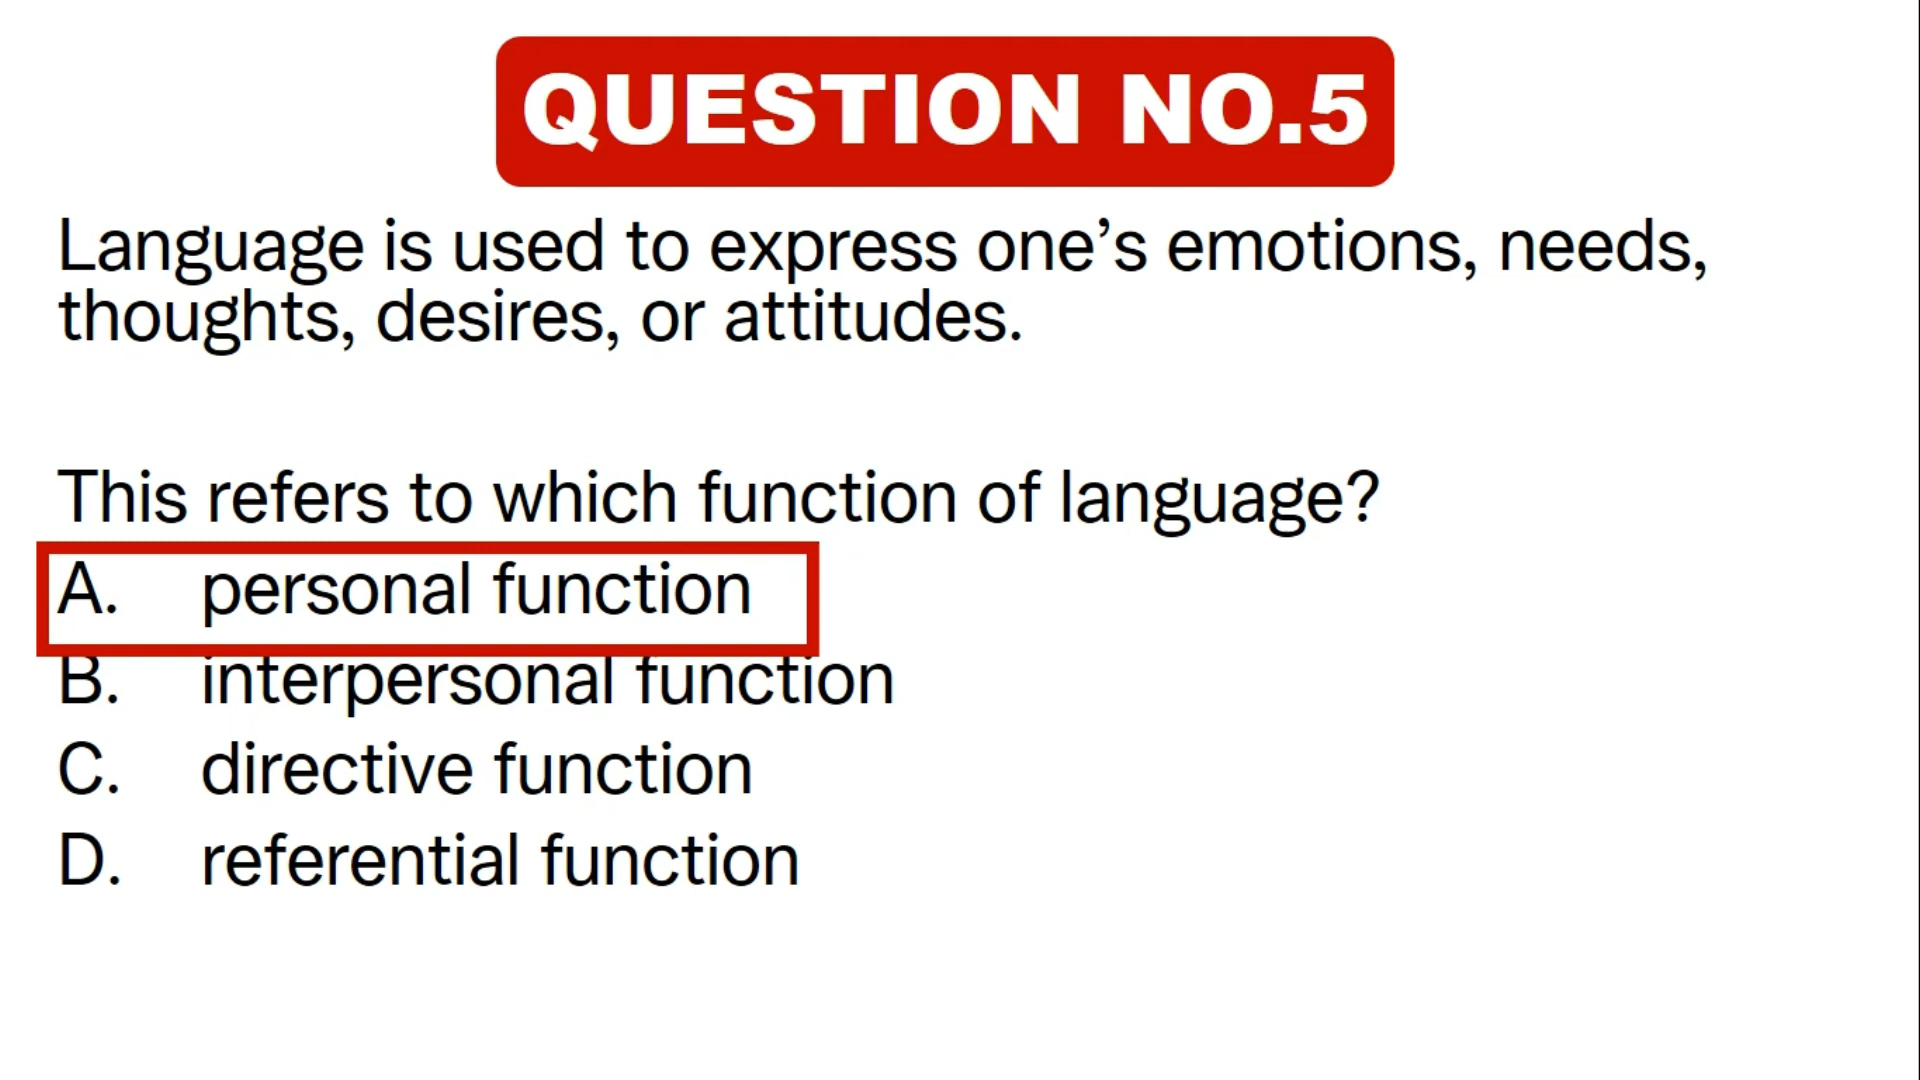 QUESTION NO.5
Language is used to express one’s emotions, needs,
thoughts, desires, or attitudes.
This refers to which function of language?
A. personal function
B. interpersonal function
C. directive function
D. referential function